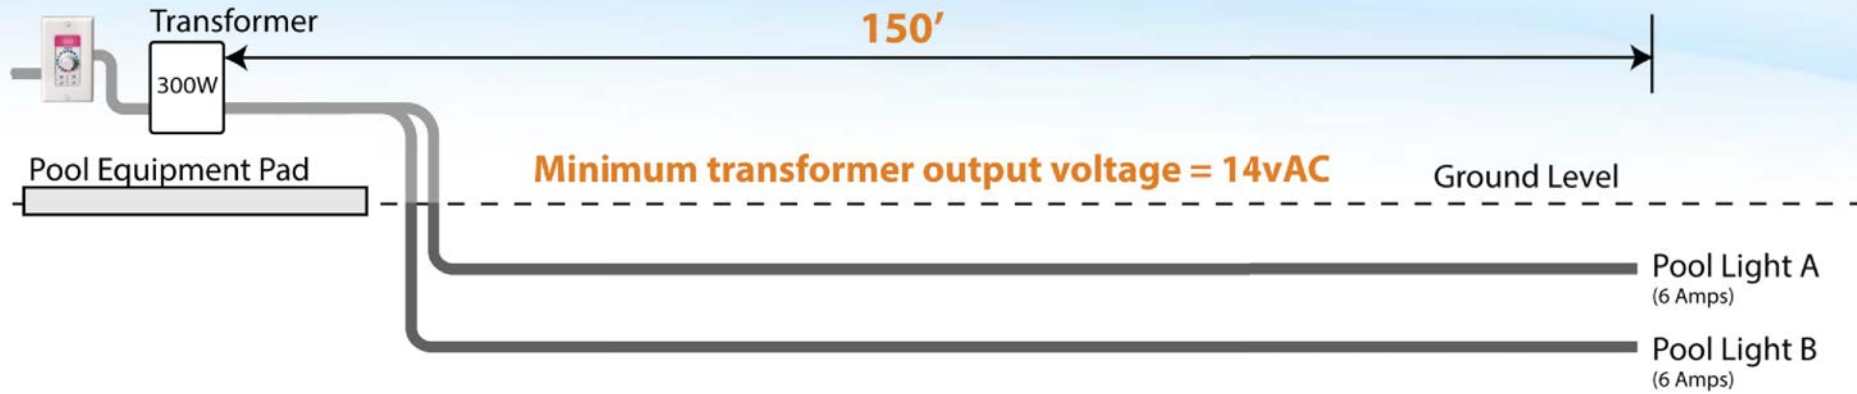 Transformer
150’
300W
Pool Equipment Pad
Minimum transformer output voltage = 14vAC
Ground Level
Pool Light A
(6 Amps)
Pool Light B
(6 Amps)